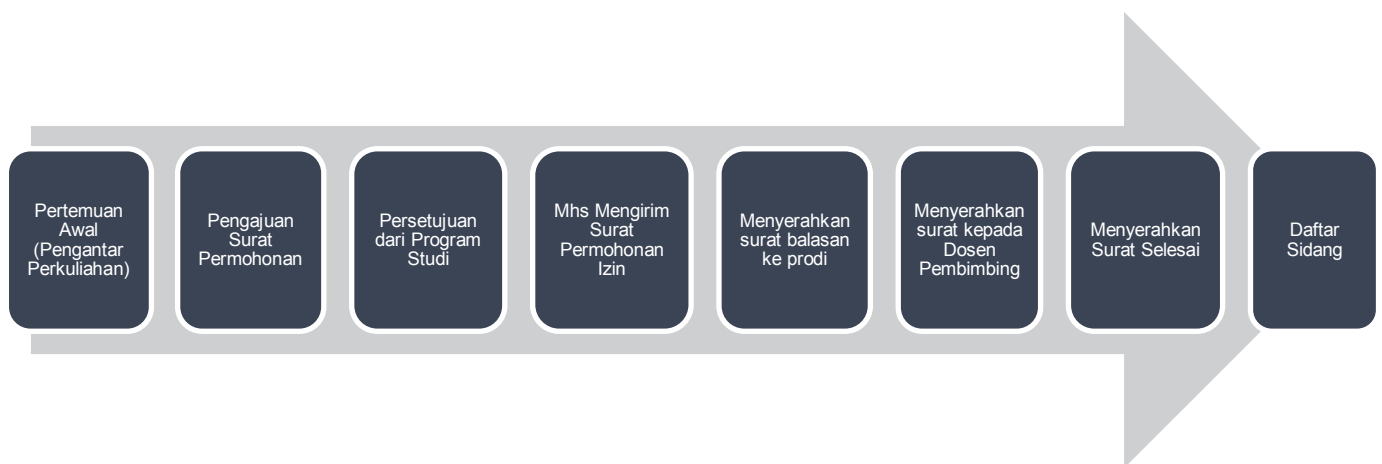 Pertemuan
Awal
(Pengantar
Perkuliahan)
Pengajuan
Surat
Permohonan
Persetujuan
dari Program
Studi
Mhs Mengirim
Surat
Permohonan
Izin
Menyerahkan
surat balasan
ke prodi
Menyerahkan
surat kepada
Dosen
Pembimbing
Menyerahkan
Surat Selesai
Daftar
Sidang